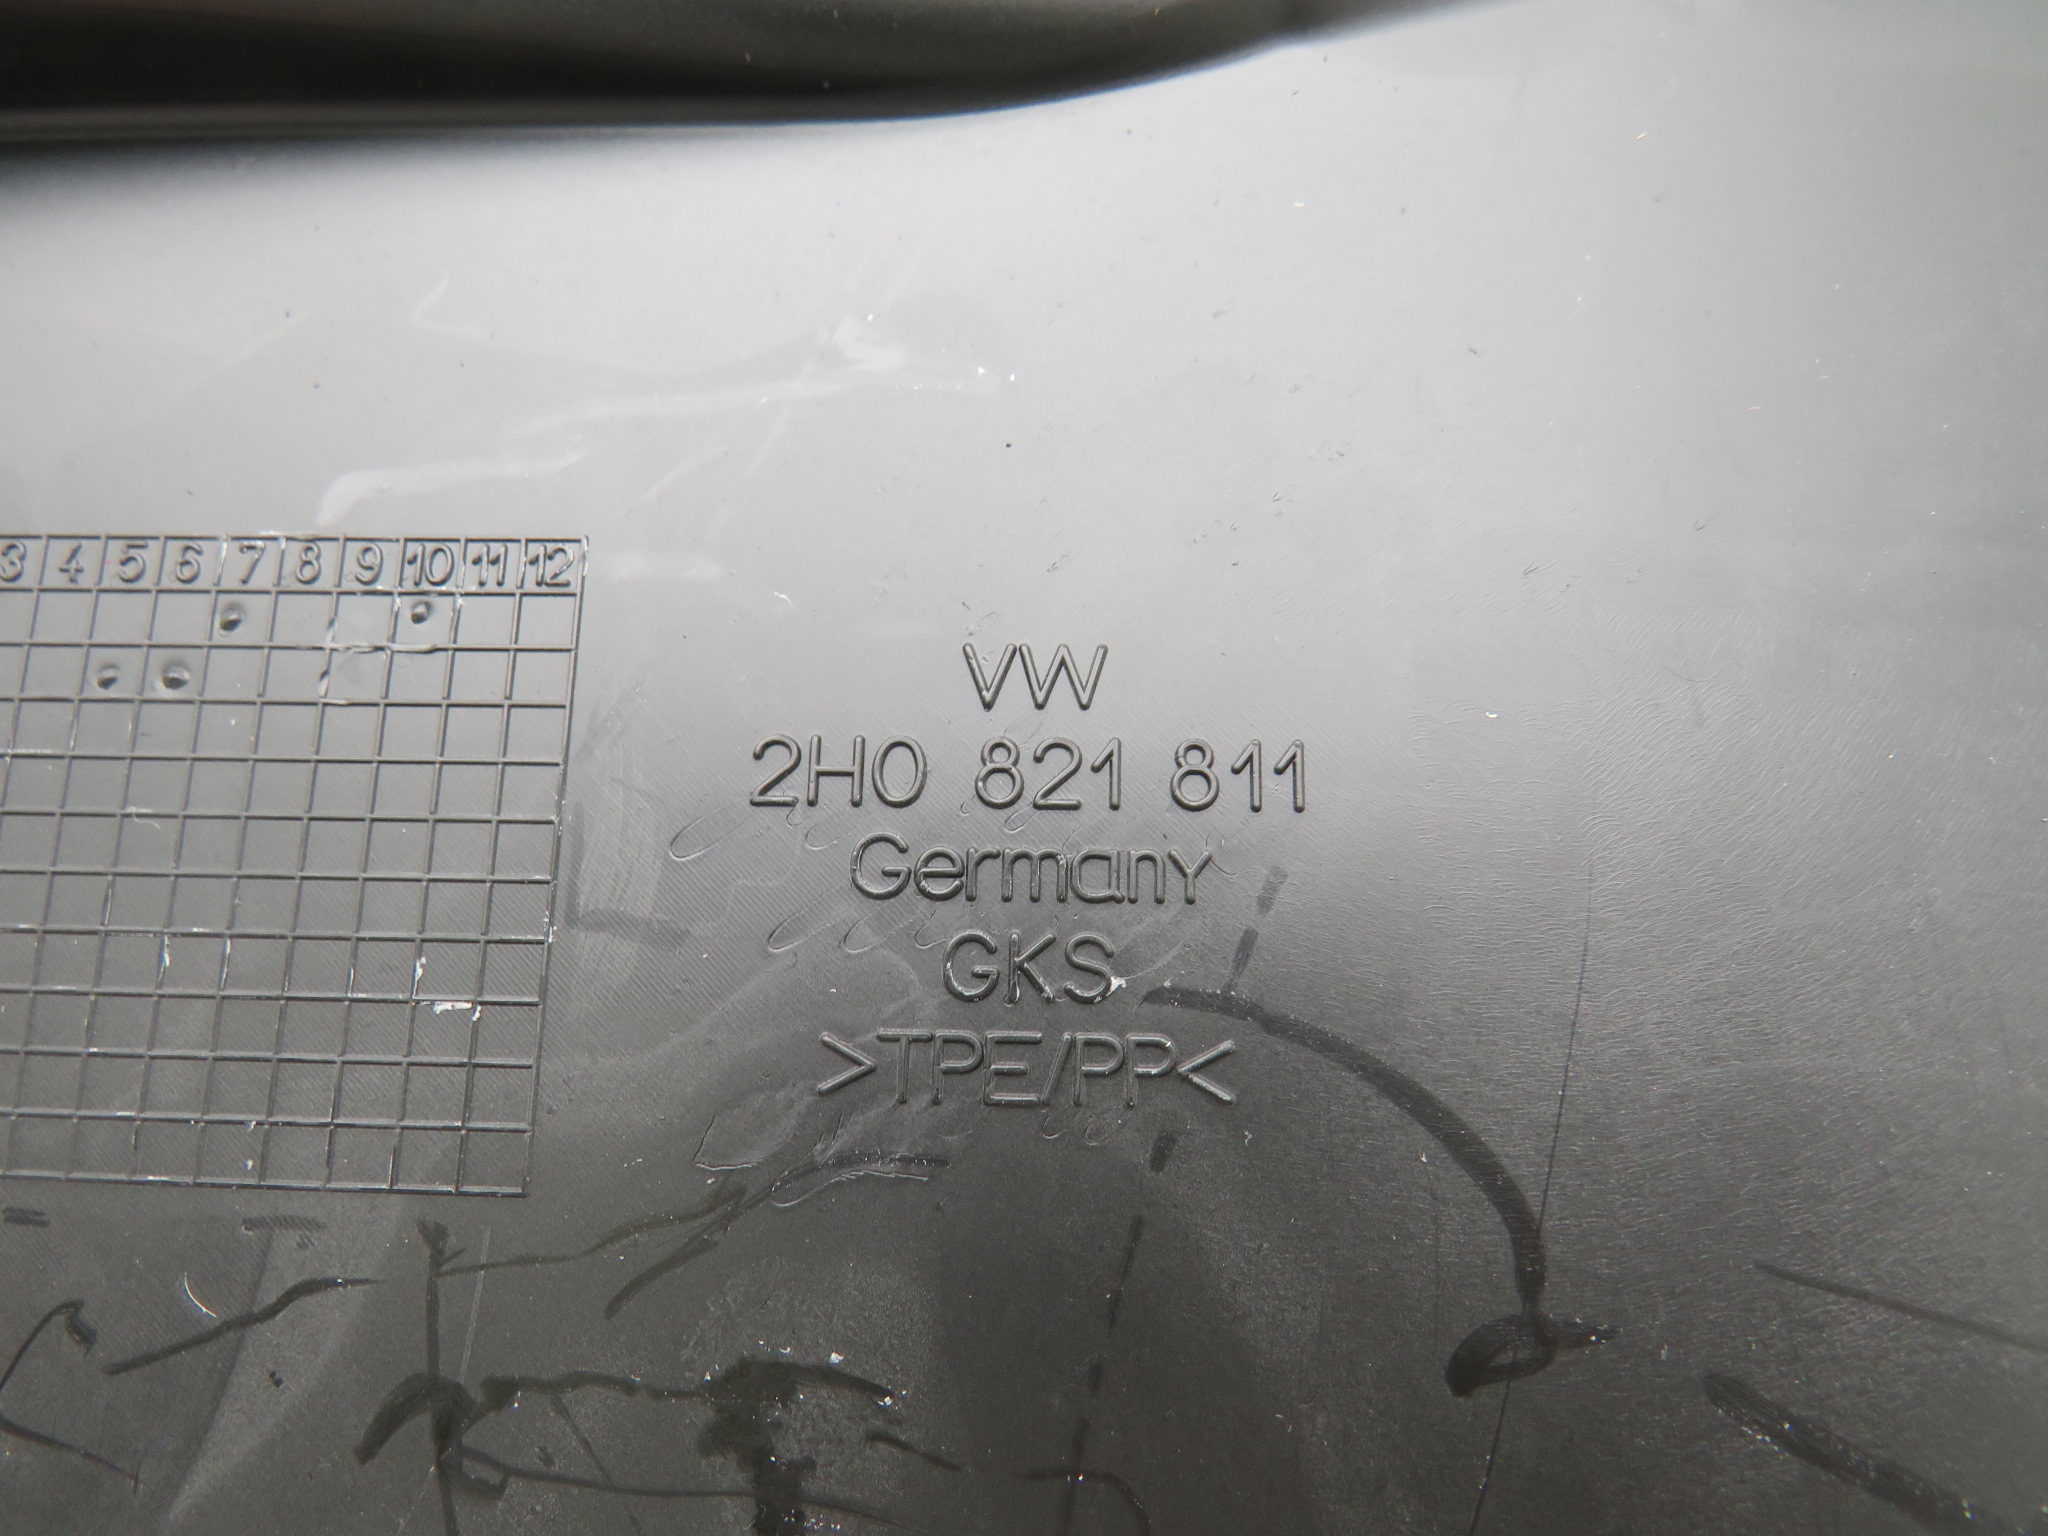 3 4 5 6 7 8 9 10 11 12
VW
2H0 821 811
Germany
GKS
>TPE/PP<